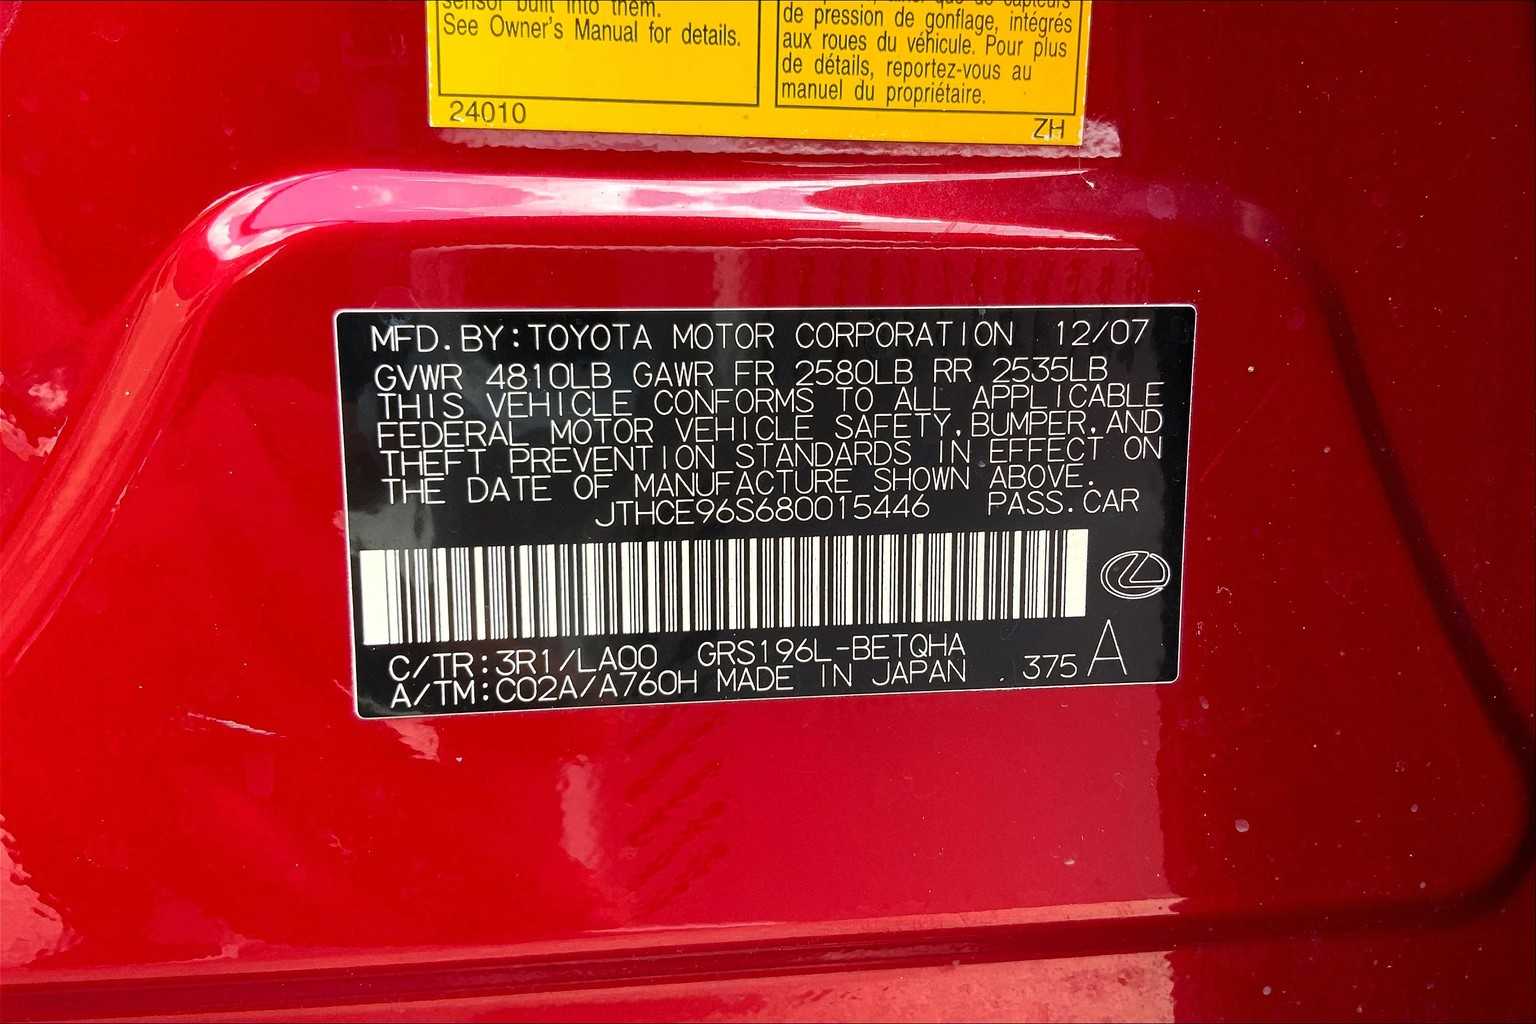 sensor built into them.
See Owner's Manual for details.
24010
de pression de gonflage, intégrés
aux roues du véhicule. Pour plus
de détails, reportez-vous au
manuel du propriétaire.
ZH
MFD. BY: TOYOTA MOTOR CORPORATION 12/07
GVWR 4810LB GAWR FR 2580LB RR 2535LB
THIS VEHICLE CONFORMS TO ALL APPLICABLE
FEDERAL MOTOR VEHICLE SAFETY, BUMPER, AND
THEFT PREVENTION STANDARDS IN EFFECT ON
THE DATE OF MANUFACTURE SHOWN ABOVE.
JTHCE96S680015446 PASS. CAR
C/TR: 3R1/LA00 GRS196L-BETQHA
A/TM: C02A/A760H MADE IN JAPAN . 375 A